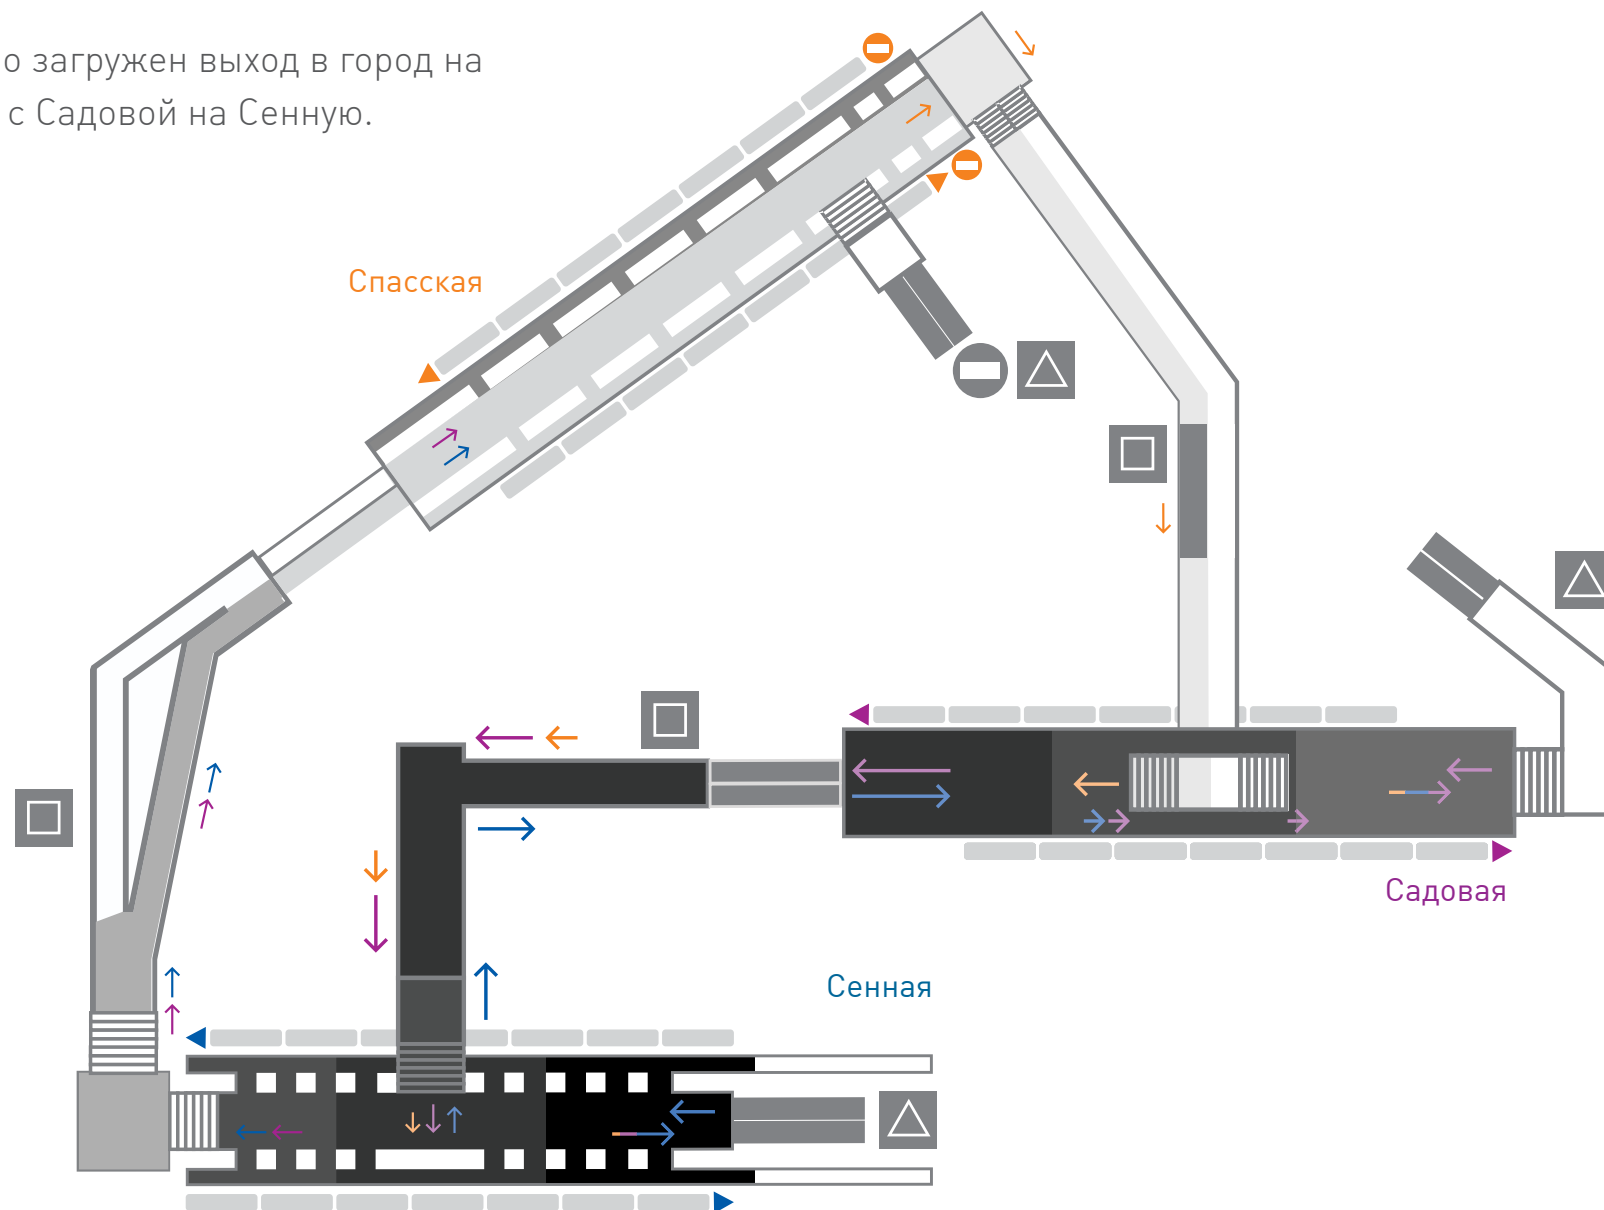 о загружен выход в город на
с Садовой на Сенную.
Спасская
Садовая
Сенная